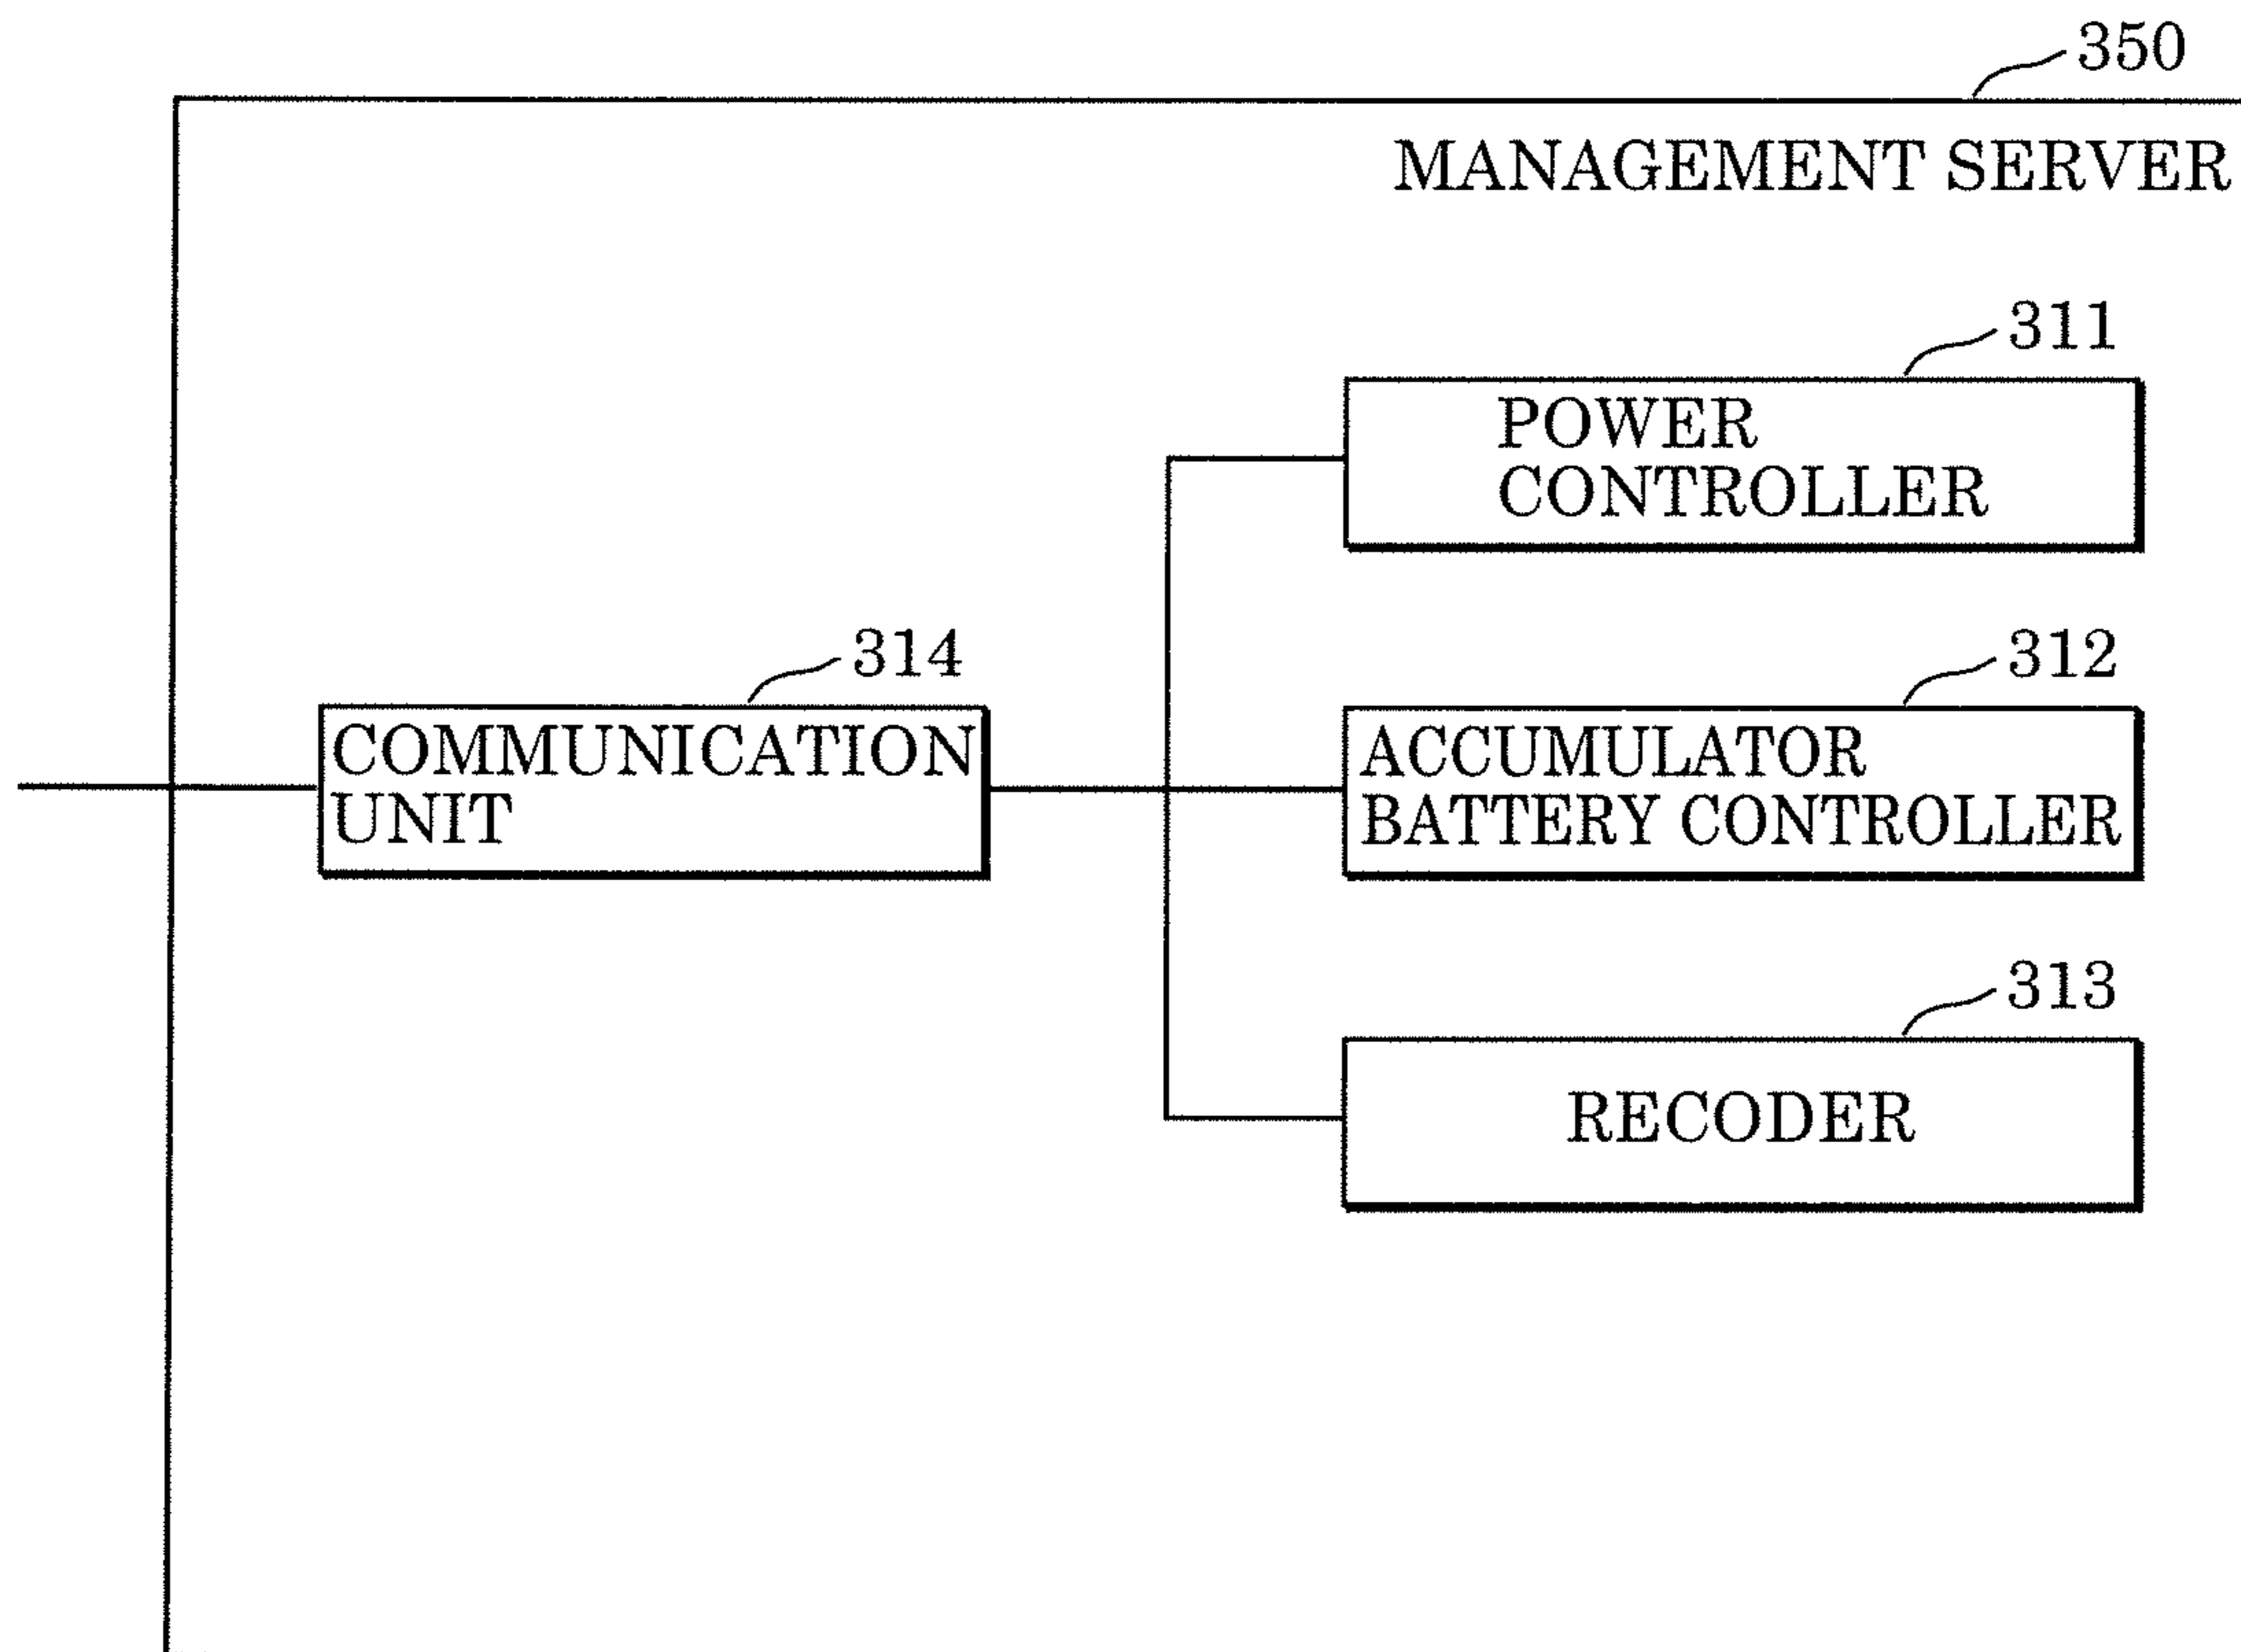 350
MANAGEMENT SERVER
311
POWER
CONTROLLER
314
COMMUNICATION
UNIT
312
ACCUMULATOR
BATTERY CONTROLLER
313
RECODER